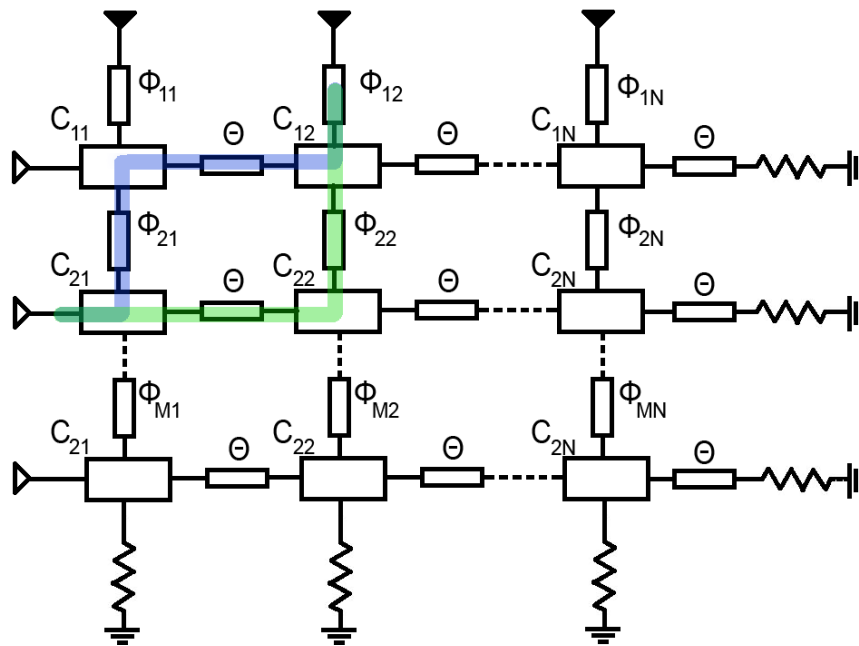 Φ11 Φ12 Φ1N
C11 Θ C12 Θ C1N Θ
Φ21 Φ22 Φ2N
C21 Θ C22 Θ C2N Θ
ΦM1 ΦM2 ΦMN
C21 Θ C22 Θ C2N Θ